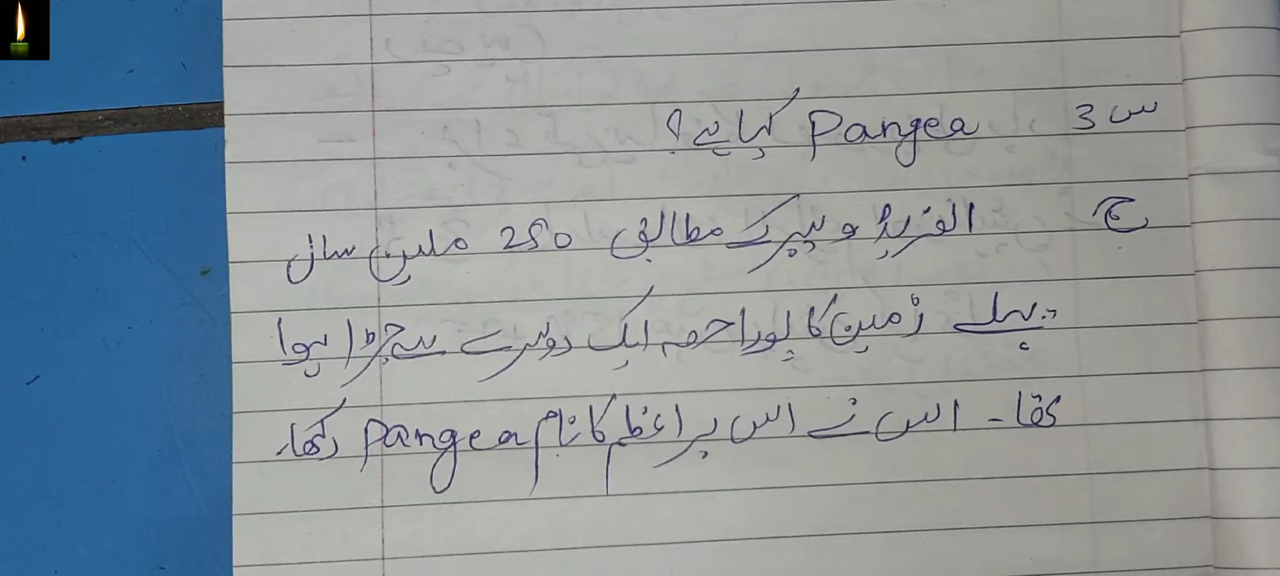 س 3 Pangea کیا ہے؟
ج الفریڈ ویبر کے مطابق 250 ملین سال
پہلے زمین کا پورا حصہ ایک دوسرے سے جڑا ہوا
تھا۔ اس نے اس براعظم کا نام Pangea رکھا۔